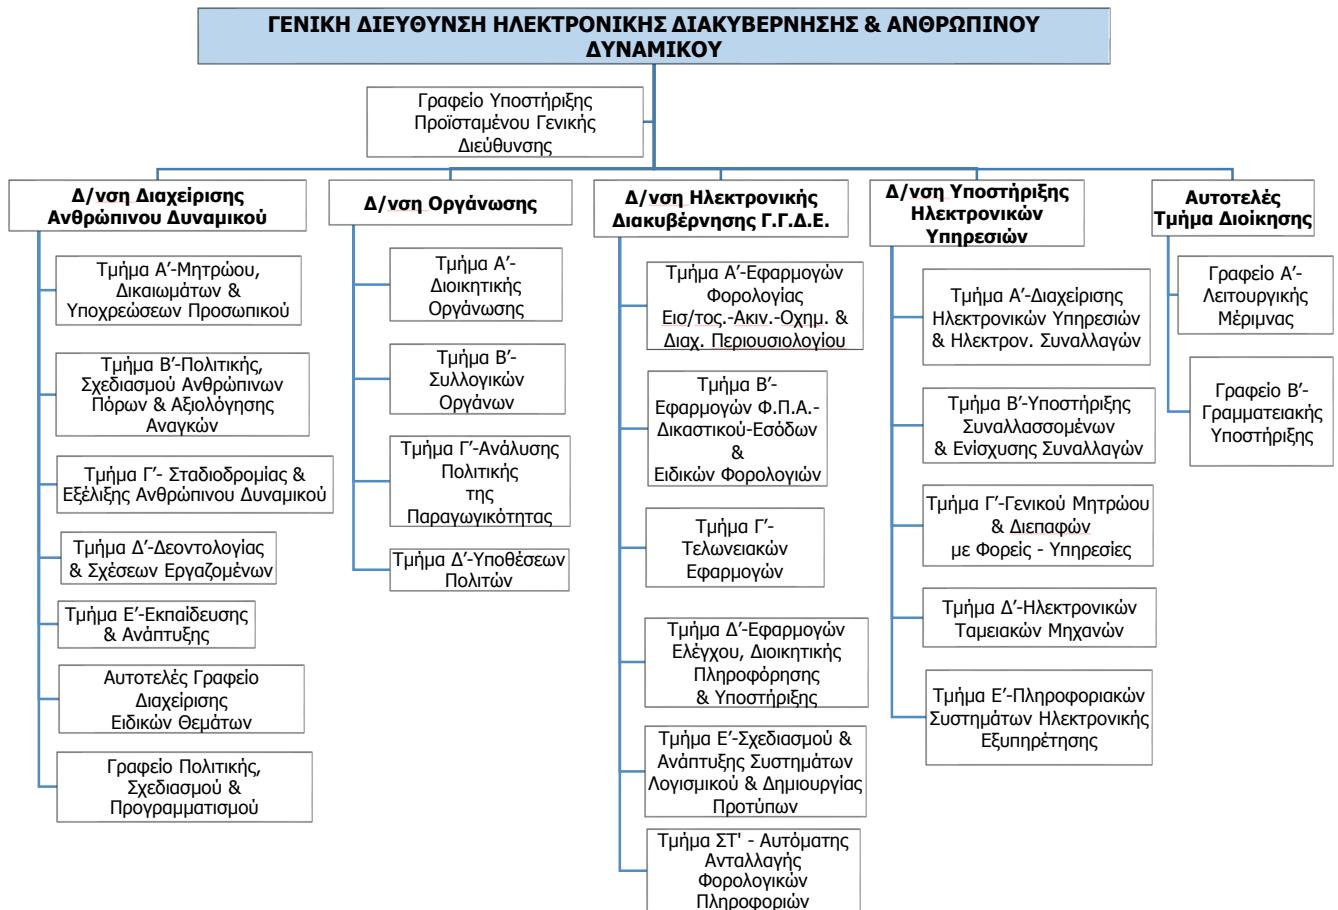 ΓΕΝΙΚΗ ΔΙΕΥΘΥΝΣΗ ΗΛΕΚΤΡΟΝΙΚΗΣ ΔΙΑΚΥΒΕΡΝΗΣΗΣ & ΑΝΘΡΩΠΙΝΟΥ
ΔΥΝΑΜΙΚΟΥ
Γραφείο Υποστήριξης
Προϊσταμένου Γενικής
Διεύθυνσης
Δ/νση Διαχείρισης
Ανθρώπινου Δυναμικού
Τμήμα Α’-Μητρώου,
Δικαιωμάτων &
Υποχρεώσεων Προσωπικού
Τμήμα Β’-Πολιτικής,
Σχεδιασμού Ανθρώπινων
Πόρων & Αξιολόγησης
Αναγκών
Τμήμα Γ’- Σταδιοδρομίας &
Εξέλιξης Ανθρώπινου Δυναμικού
Τμήμα Δ’-Δεοντολογίας
& Σχέσεων Εργαζομένων
Τμήμα Ε’-Εκπαίδευσης
& Ανάπτυξης
Αυτοτελές Γραφείο
Διαχείρισης
Ειδικών Θεμάτων
Γραφείο Πολιτικής,
Σχεδιασμού &
Προγραμματισμού
Δ/νση Οργάνωσης
Τμήμα Α’-
Διοικητικής
Οργάνωσης
Τμήμα Β’-
Συλλογικών
Οργάνων
Τμήμα Γ’-Ανάλυσης
Πολιτικής
της
Παραγωγικότητας
Τμήμα Δ’-Υποθέσεων
Πολιτών
Δ/νση Ηλεκτρονικής
Διακυβέρνησης Γ.Γ.Δ.Ε.
Τμήμα Α’-Εφαρμογών
Φορολογίας
Εισ/τος.-Ακιν.-Οχημ. &
Διαχ. Περιουσιολογίου
Τμήμα Β’-
Εφαρμογών Φ.Π.Α.-
Δικαστικού-Εσόδων
&
Ειδικών Φορολογιών
Τμήμα Γ’-
Τελωνειακών
Εφαρμογών
Τμήμα Δ’-Εφαρμογών
Ελέγχου, Διοικητικής
Πληροφόρησης
& Υποστήριξης
Τμήμα Ε’-Σχεδιασμού &
Ανάπτυξης Συστημάτων
Λογισμικού & Δημιουργίας
Προτύπων
Τμήμα ΣΤ' - Αυτόματης
Ανταλλαγής
Φορολογικών
Πληροφοριών
Δ/νση Υποστήριξης
Ηλεκτρονικών
Υπηρεσιών
Τμήμα Α’-Διαχείρισης
Ηλεκτρονικών Υπηρεσιών
& Ηλεκτρον. Συναλλαγών
Τμήμα Β’-Υποστήριξης
Συναλλασσομένων
& Ενίσχυσης Συναλλαγών
Τμήμα Γ’-Γενικού Μητρώου
& Διεπαφών
με Φορείς - Υπηρεσίες
Τμήμα Δ’-Ηλεκτρονικών
Ταμειακών Μηχανών
Τμήμα Ε’-Πληροφοριακών
Συστημάτων Ηλεκτρονικής
Εξυπηρέτησης
Αυτοτελές
Τμήμα Διοίκησης
Γραφείο Α’-
Λειτουργικής
Μέριμνας
Γραφείο Β’-
Γραμματειακής
Υποστήριξης